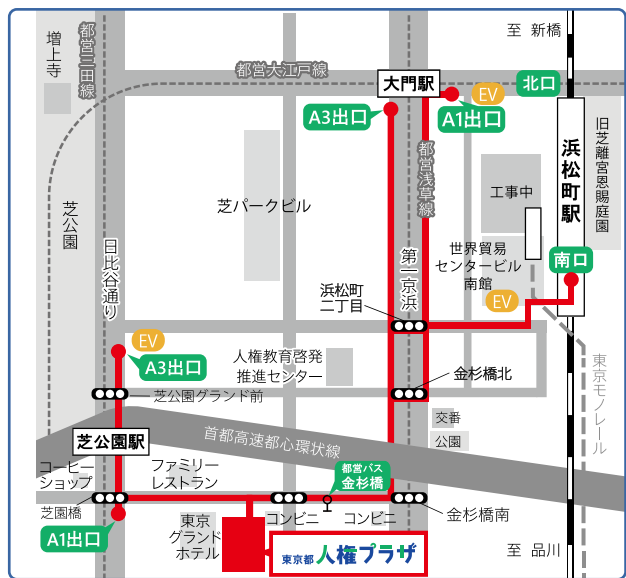 至 新橋
増上寺
都営三田線
都営大江戸線
大門駅
EV
北口
A3出口
A1出口
都営浅草線
浜松町駅
旧芝離宮恩賜庭園
工事中
芝公園
芝パークビル
日比谷通り
第一京浜
世界貿易
センタービル
南館
南口
EV
浜松町
二丁目
EV
A3出口
人権教育啓発
推進センター
金杉橋北
芝公園グランド前
東京モノレール
交番
公園
首都高速都心環状線
芝公園駅
コーヒー
ショップ
ファミリー
レストラン
都営バス
金杉橋
芝園橋
A1出口
東京
グランド
ホテル
コンビニ
コンビニ
金杉橋南
東京都 人権プラザ
至 品川